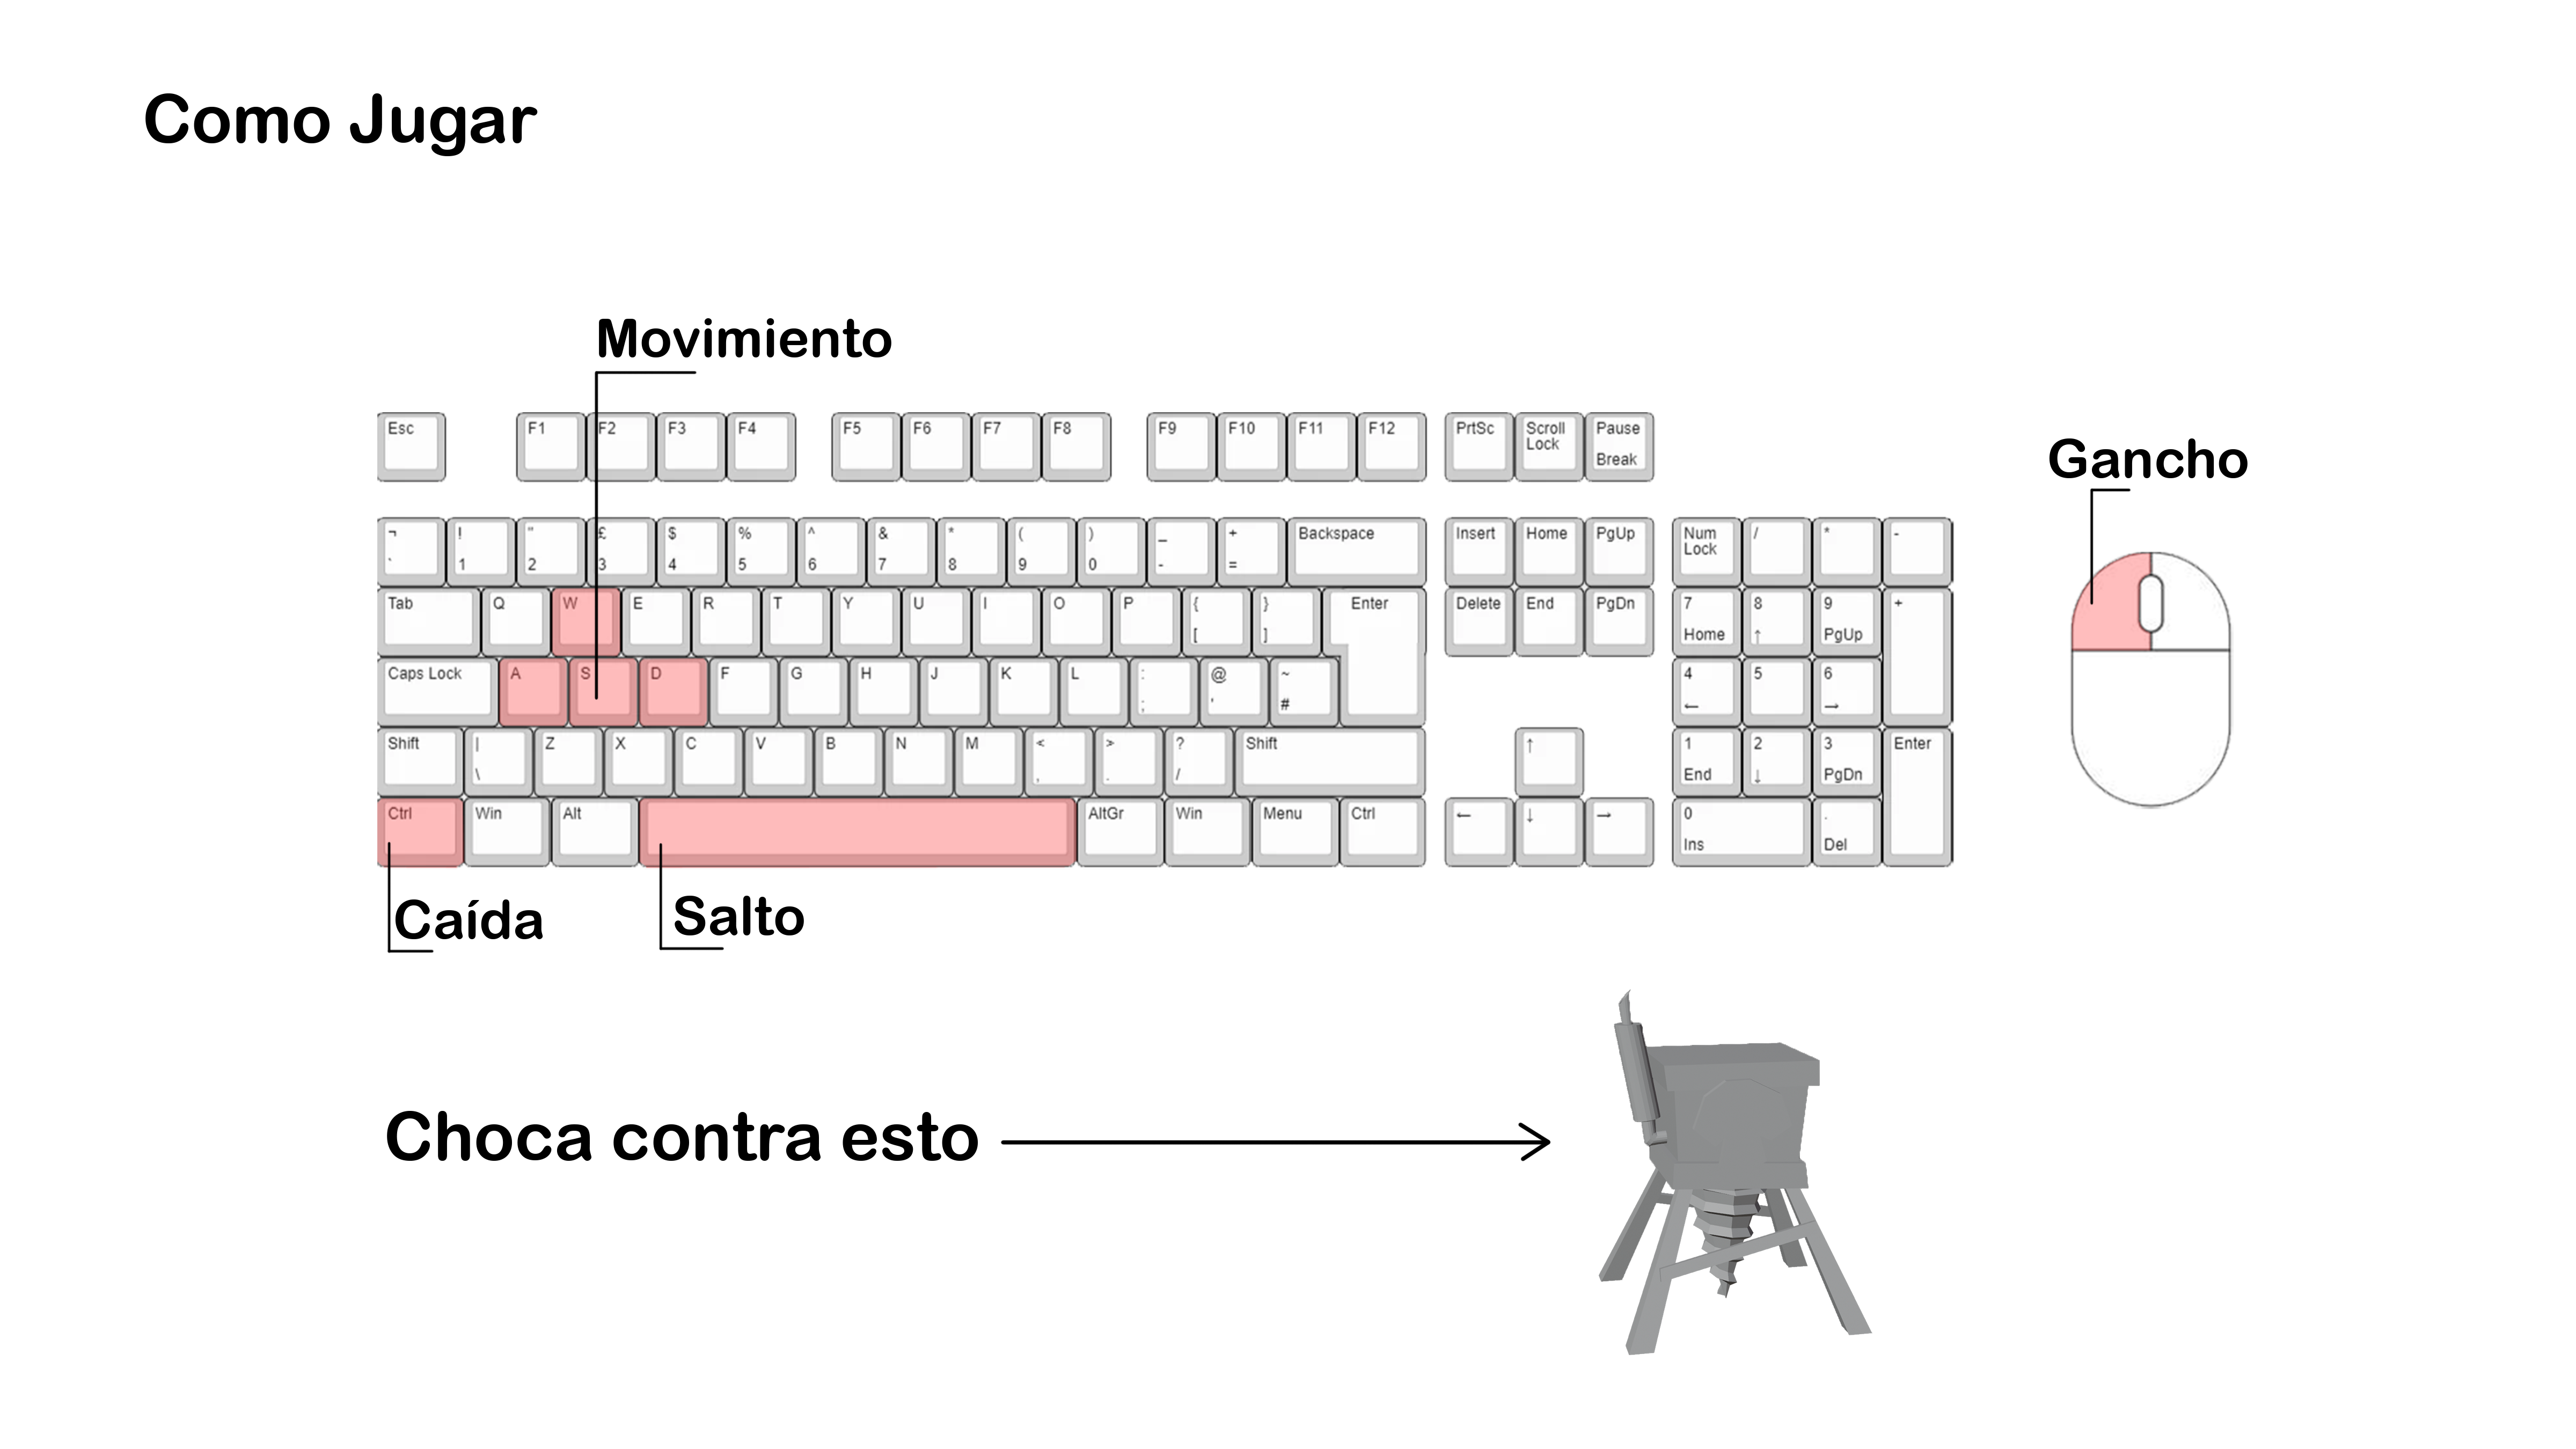 Como Jugar
Movimiento
Gancho
Esc F1 F2 F3 F4 F5 F6 F7 F8 F9 F10 F11 F12 PrtSc Scroll Lock Pause Break
¬ ` ! 1 " 2 £ 3 $ 4 % 5 ^ 6 & 7 * 8 ( 9 ) 0 _ - + = Backspace Insert Home PgUp Num Lock / * -
Tab Q W E R T Y U I O P { [ } ] Enter Delete End PgDn 7 Home 8 ↑ 9 PgUp +
Caps Lock A S D F G H J K L : ; @ ' ~ # 4 ← 5 6 →
Shift | \ Z X C V B N M < , > . ? / Shift ↑ 1 End 2 ↓ 3 PgDn Enter
Ctrl Win Alt AltGr Win Menu Ctrl ← ↓ → 0 Ins . Del
Caída
Salto
Choca contra esto